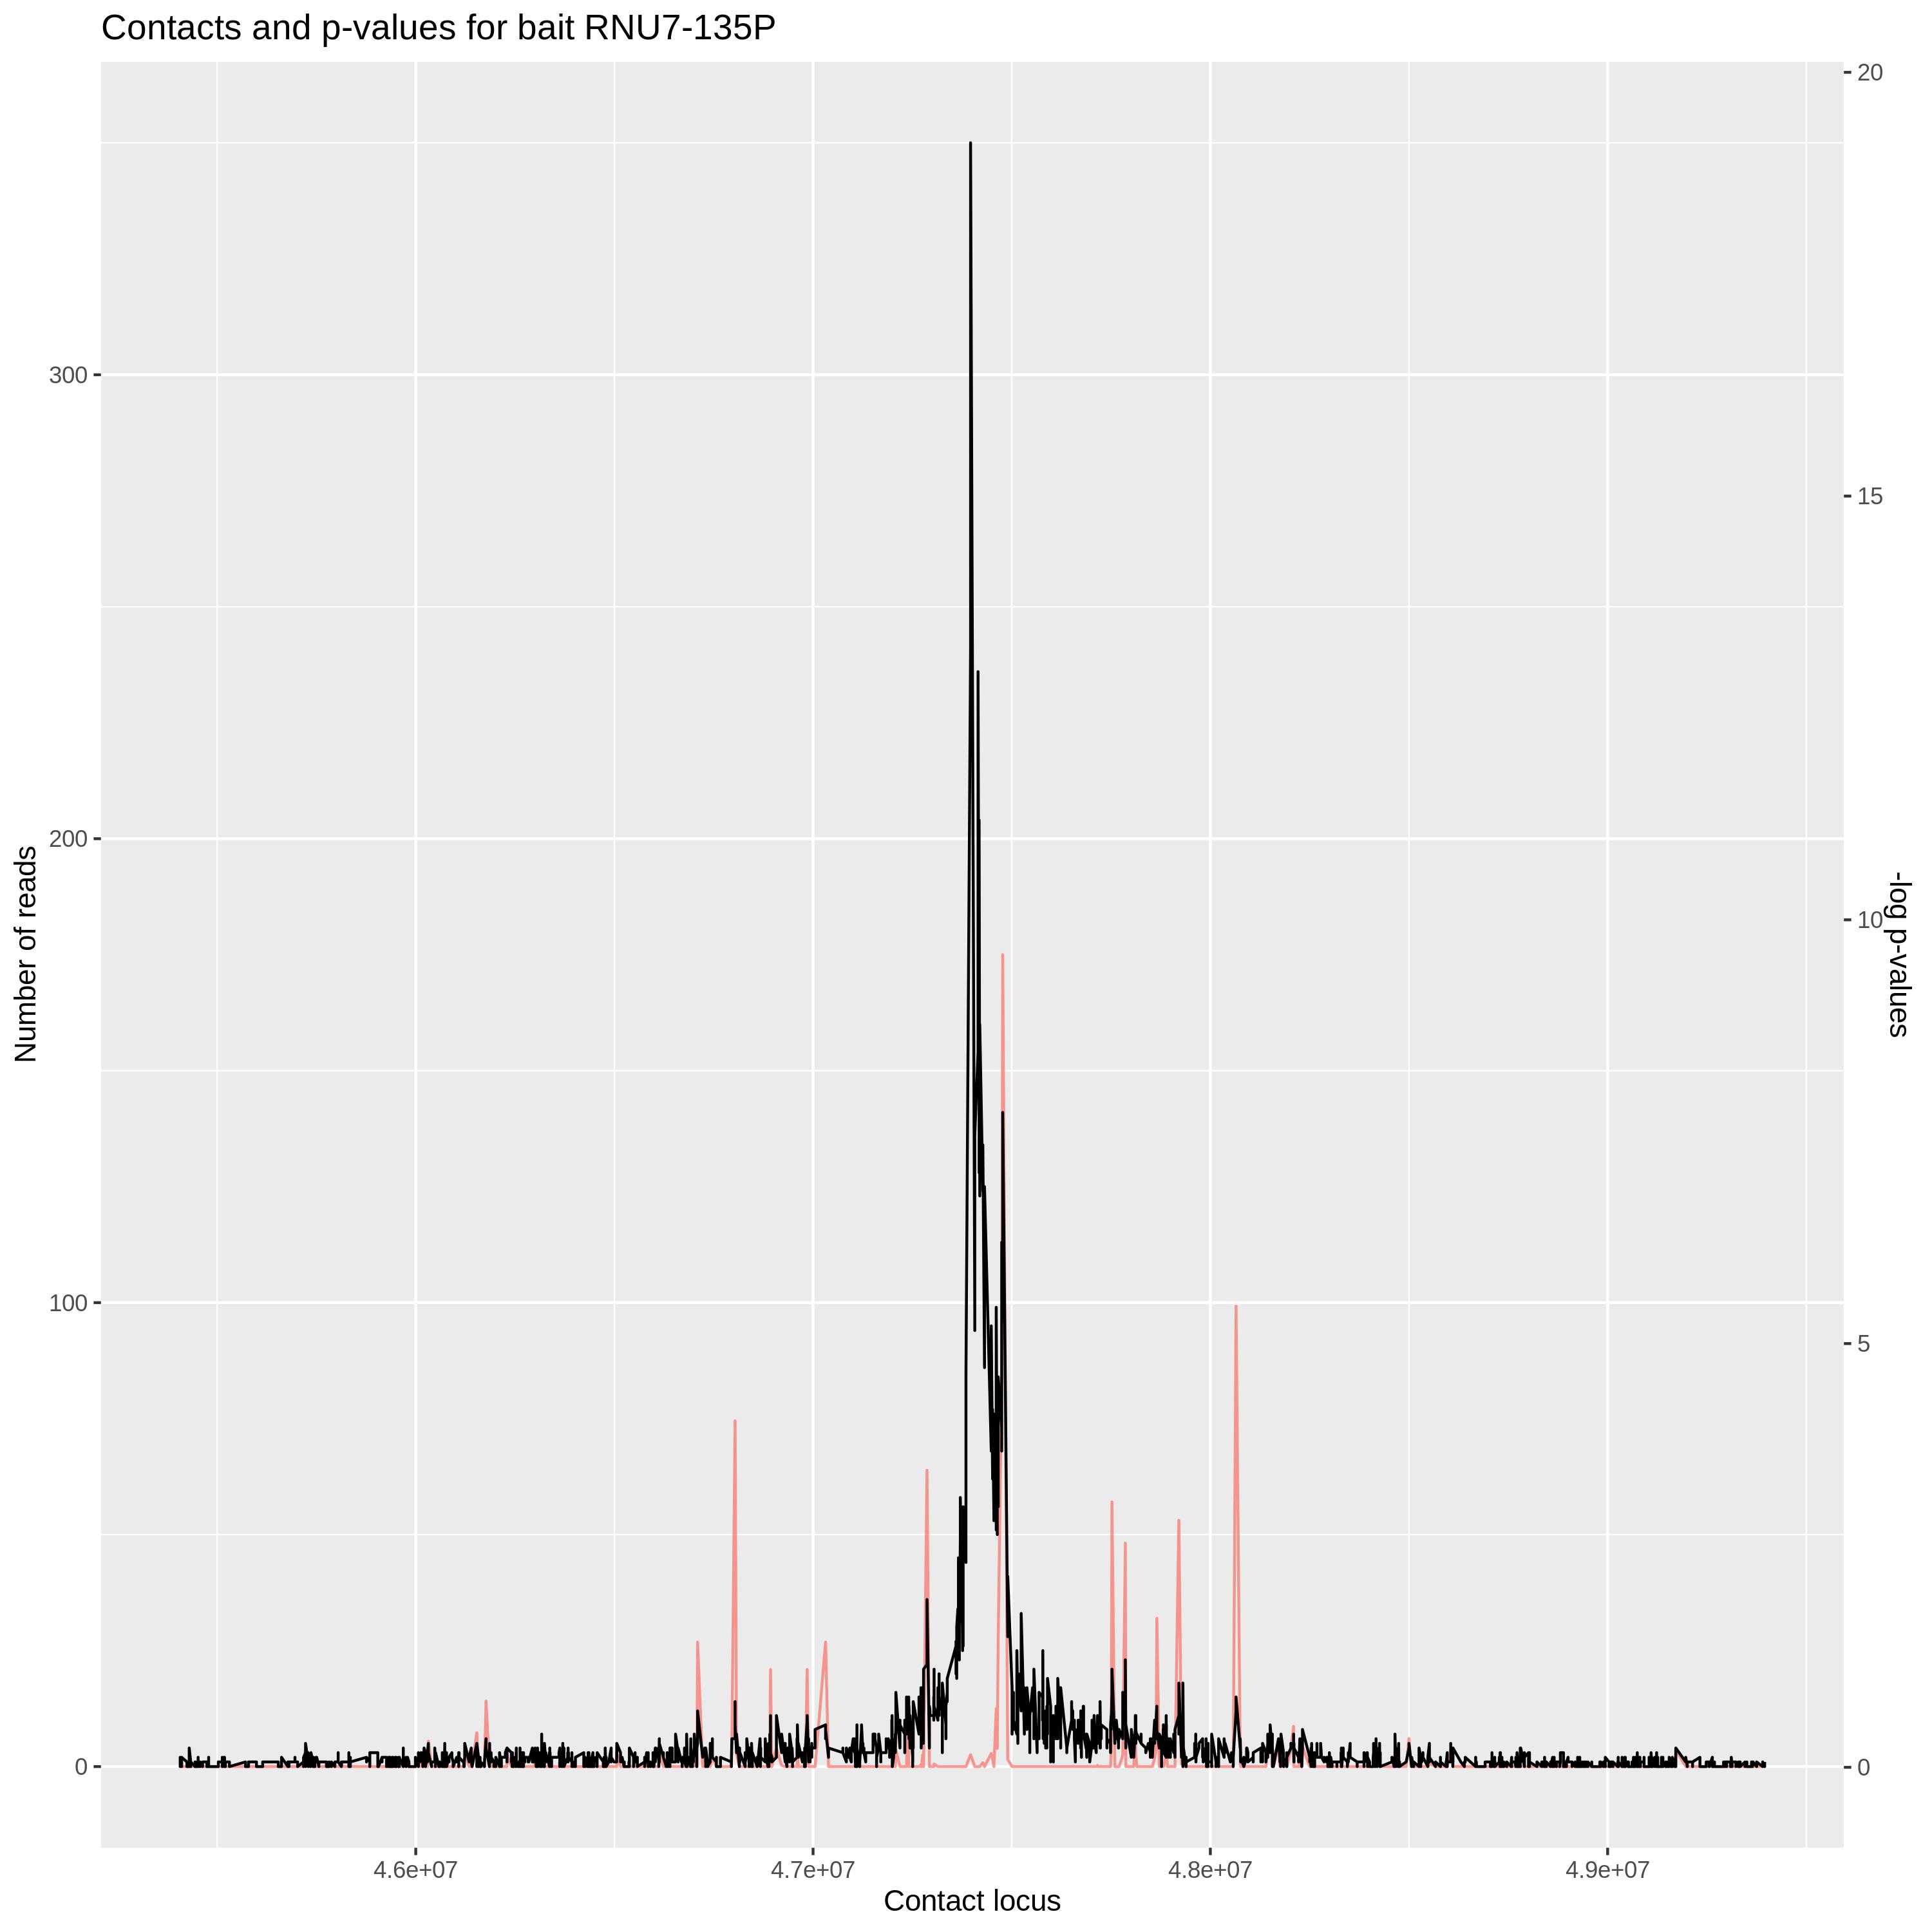 Contacts and p-values for bait RNU7-135P
20
15
10
5
0
300
200
100
0
Number of reads
-log p-values
4.6e+07 4.7e+07 4.8e+07 4.9e+07
Contact locus